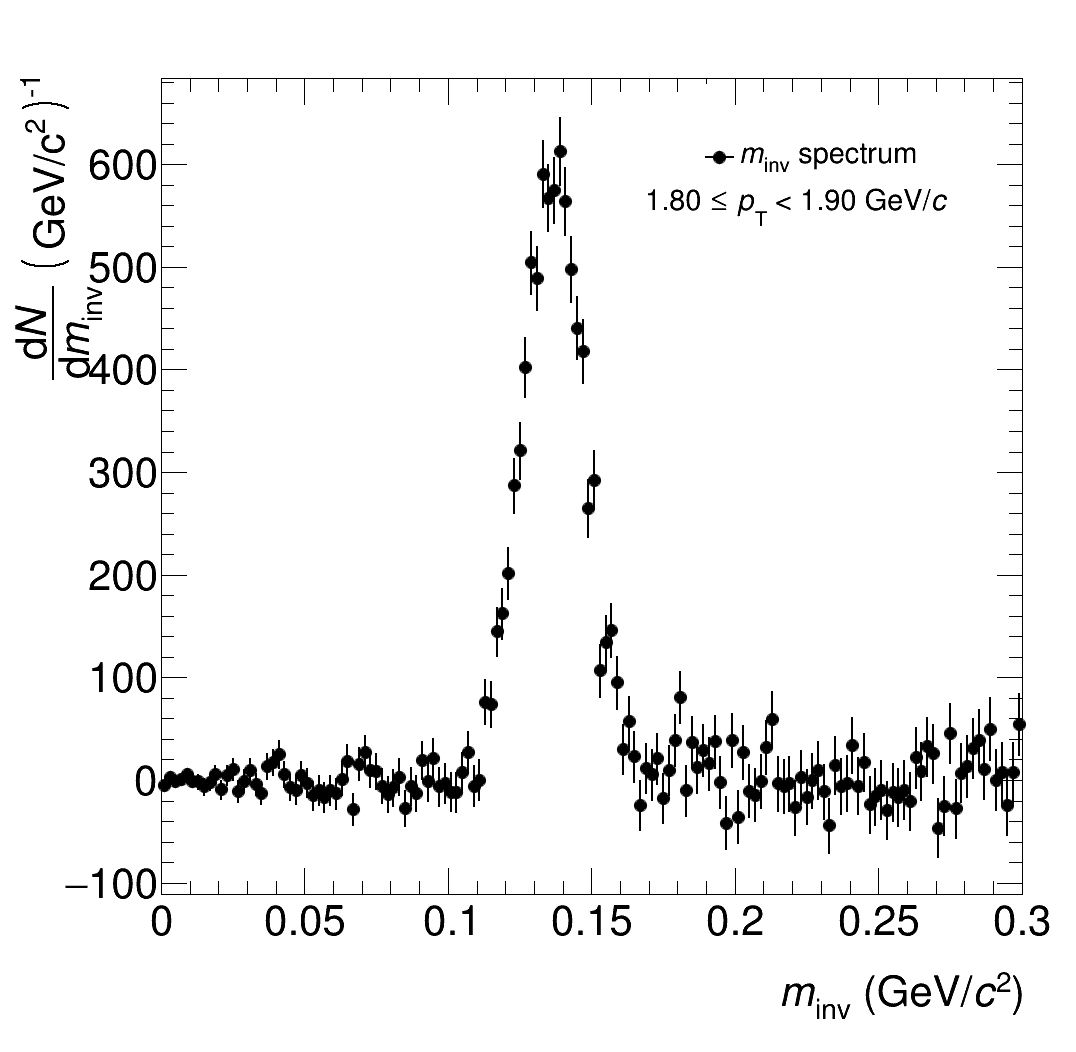 dN
dm_inv (GeV/c²)⁻¹
m_inv spectrum
1.80 ≤ p_T < 1.90 GeV/c
600
500
400
300
200
100
0
−100
0 0.05 0.1 0.15 0.2 0.25 0.3
m_inv (GeV/c²)